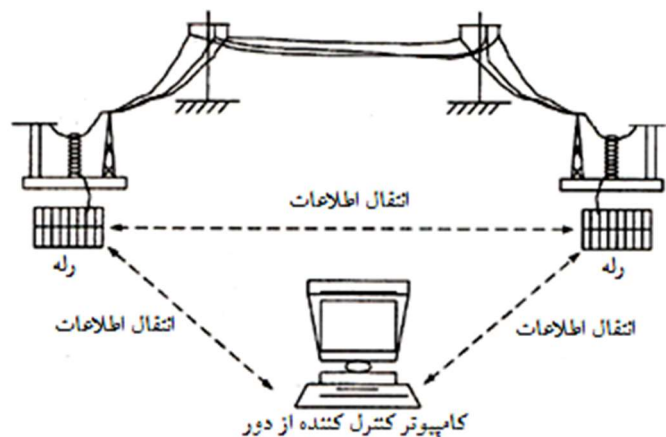 انتقال اطلاعات
رله
رله
انتقال اطلاعات
انتقال اطلاعات
کامپیوتر کنترل کننده از دور